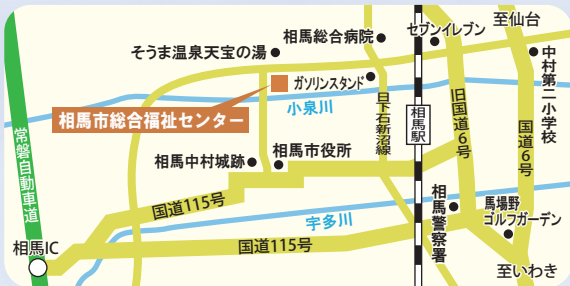 至仙台
相馬総合病院
セブンイレブン
そうま温泉天宝の湯
ガソリンスタンド
中村第二小学校
相馬市総合福祉センター
小泉川
日下石新沼線
相馬駅
旧国道6号
国道6号
常磐自動車道
相馬中村城跡
相馬市役所
国道115号
宇多川
相馬警察署
馬場野
ゴルフガーデン
相馬IC
国道115号
至いわき